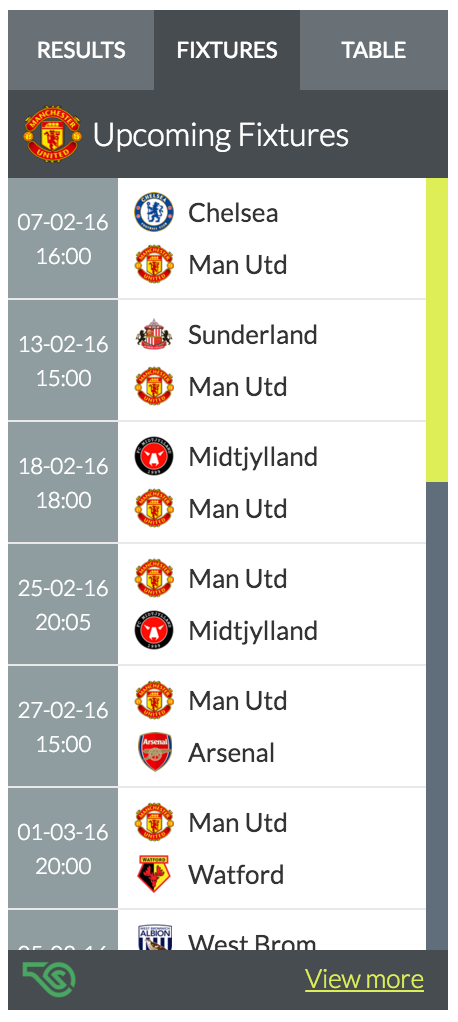 RESULTS FIXTURES TABLE
Upcoming Fixtures
07-02-16
16:00
Chelsea
Man Utd
13-02-16
15:00
Sunderland
Man Utd
18-02-16
18:00
Midtjylland
Man Utd
25-02-16
20:05
Man Utd
Midtjylland
27-02-16
15:00
Man Utd
Arsenal
01-03-16
20:00
Man Utd
Watford
West Brom
View more